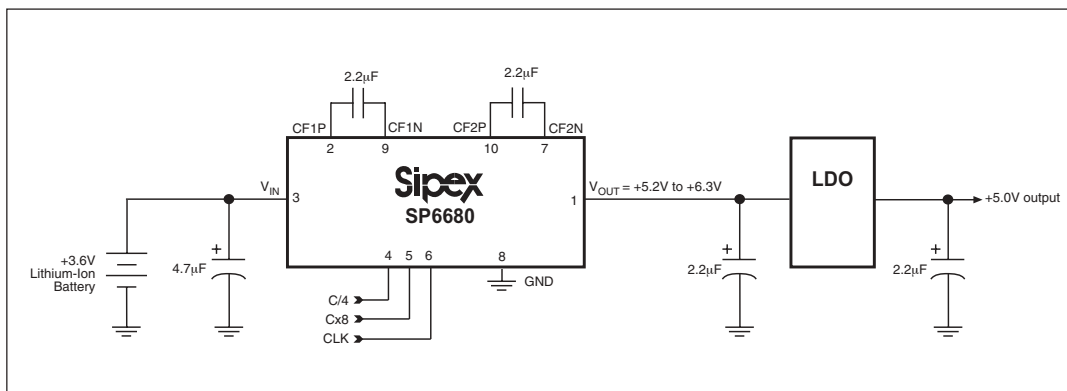 2.2µF
2.2µF
CF1P
CF1N
CF2P
CF2N
2
9
10
7
VIN
3
Sipex
SP6680
1
VOUT = +5.2V to +6.3V
LDO
+5.0V output
+3.6V
Lithium-Ion
Battery
+
4.7µF
4
5
6
8
GND
C/4
Cx8
CLK
+
2.2µF
+
2.2µF